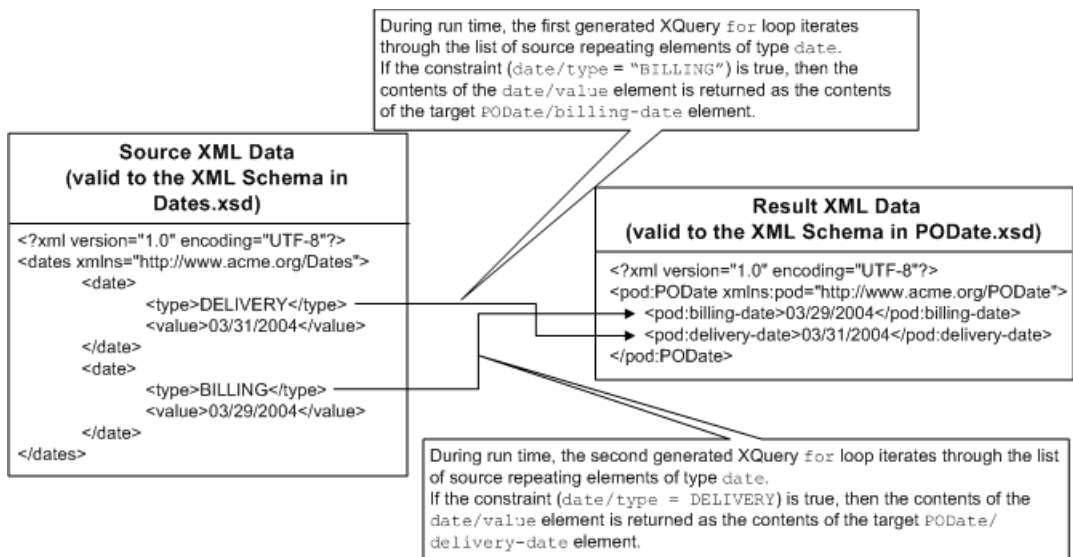 During run time, the first generated XQuery for loop iterates
through the list of source repeating elements of type date.
If the constraint (date/type = “BILLING”) is true, then the
contents of the date/value element is returned as the contents
of the target PODate/billing-date element.
Source XML Data
(valid to the XML Schema in
Dates.xsd)
<?xml version="1.0" encoding="UTF-8"?>
<dates xmlns="http://www.acme.org/Dates">
<date>
<type>DELIVERY</type>
<value>03/31/2004</value>
</date>
<date>
<type>BILLING</type>
<value>03/29/2004</value>
</date>
</dates>
Result XML Data
(valid to the XML Schema in PODate.xsd)
<?xml version="1.0" encoding="UTF-8"?>
<pod:PODate xmlns:pod="http://www.acme.org/PODate">
<pod:billing-date>03/29/2004</pod:billing-date>
<pod:delivery-date>03/31/2004</pod:delivery-date>
</pod:PODate>
During run time, the second generated XQuery for loop iterates through the list
of source repeating elements of type date.
If the constraint (date/type = DELIVERY) is true, then the contents of the
date/value element is returned as the contents of the target PODate/
delivery-date element.